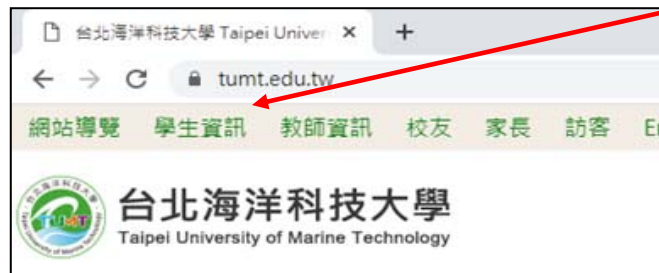 台北海洋科技大學 Taipei Univer
tumt.edu.tw
網站導覽 學生資訊 教師資訊 校友 家長 訪客
TUMT
台北海洋科技大學
Taipei University of Marine Technology